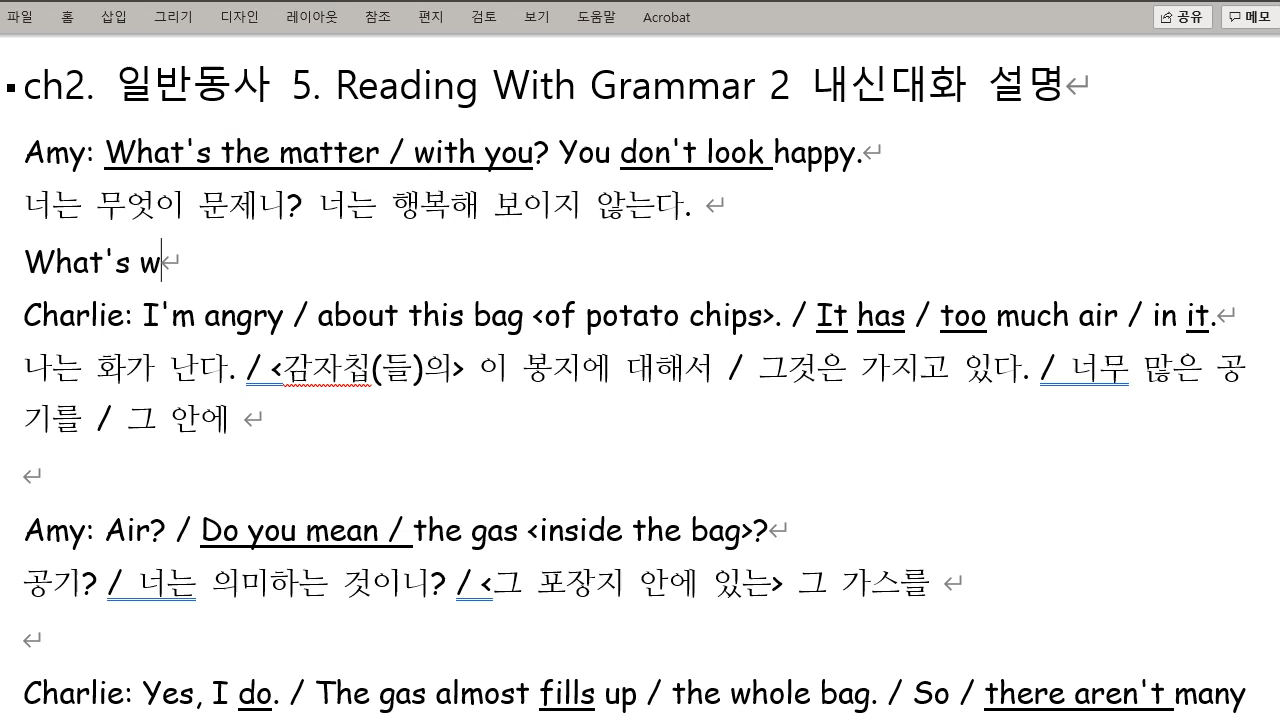 파일 홈 삽입 그리기 디자인 레이아웃 참조 편지 검토 보기 도움말 Acrobat 공유 메모
ch2. 일반동사 5. Reading With Grammar 2 내신대화 설명
Amy: What's the matter / with you? You don't look happy.
너는 무엇이 문제니? 너는 행복해 보이지 않는다.
What's w
Charlie: I'm angry / about this bag <of potato chips>. / It has / too much air / in it.
나는 화가 난다. / <감자칩(들)의> 이 봉지에 대해서 / 그것은 가지고 있다. / 너무 많은 공
기를 / 그 안에
Amy: Air? / Do you mean / the gas <inside the bag>?
공기? / 너는 의미하는 것이니? / <그 포장지 안에 있는> 그 가스를
Charlie: Yes, I do. / The gas almost fills up / the whole bag. / So / there aren't many